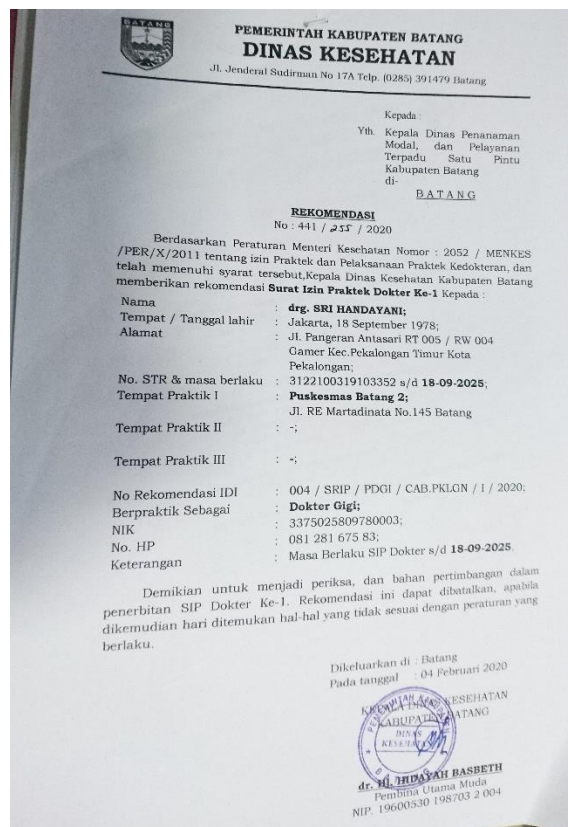 BATANG
PEMERINTAH KABUPATEN BATANG
DINAS KESEHATAN
Jl. Jenderal Sudirman No 17A Telp. (0285) 391479 Batang
Kepada :
Yth. Kepala Dinas Penanaman
Modal, dan Pelayanan
Terpadu Satu Pintu
Kabupaten Batang
di-
BATANG
REKOMENDASI
No : 441 / 255 / 2020
Berdasarkan Peraturan Menteri Kesehatan Nomor : 2052 / MENKES
/PER/X/2011 tentang izin Praktek dan Pelaksanaan Praktek Kedokteran, dan
telah memenuhi syarat tersebut,Kepala Dinas Kesehatan Kabupaten Batang
memberikan rekomendasi Surat Izin Praktek Dokter Ke-1 Kepada :
Nama : drg. SRI HANDAYANI;
Tempat / Tanggal lahir : Jakarta, 18 September 1978;
Alamat : Jl. Pangeran Antasari RT 005 / RW 004
Gamer Kec.Pekalongan Timur Kota
Pekalongan;
No. STR & masa berlaku : 3122100319103352 s/d 18-09-2025;
Tempat Praktik I : Puskesmas Batang 2;
Jl. RE Martadinata No.145 Batang
Tempat Praktik II : -;
Tempat Praktik III : -;
No Rekomendasi IDI : 004 / SRIP / PDGI / CAB.PKLGN / I / 2020;
Berpraktik Sebagai : Dokter Gigi;
NIK : 3375025809780003;
No. HP : 081 281 675 83;
Keterangan : Masa Berlaku SIP Dokter s/d 18-09-2025.
Demikian untuk menjadi periksa, dan bahan pertimbangan dalam
penerbitan SIP Dokter Ke-1. Rekomendasi ini dapat dibatalkan, apabila
dikemudian hari ditemukan hal-hal yang tidak sesuai dengan peraturan yang
berlaku.
Dikeluarkan di : Batang
Pada tanggal : 04 Februari 2020
KEPALA DINAS KESEHATAN
KABUPATEN BATANG
PEMERINTAH KABUPATEN
DINAS
KESEHATAN
BATANG
dr. Hj. HIDAYAH BASBETH
Pembina Utama Muda
NIP. 19600530 198703 2 004